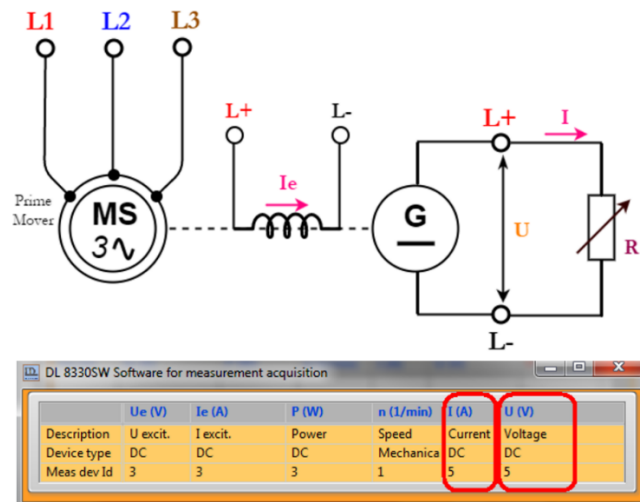 L1 L2 L3
L+ L-
Ie
Prime
Mover
MS
3∿
G
L+ I
U
R
L-
DL 8330SW Software for measurement acquisition
Ue (V) Ie (A) P (W) n (1/min) I (A) U (V)
Description U excit. I excit. Power Speed Current Voltage
Device type DC DC DC Mechanica DC DC
Meas dev Id 3 3 3 1 5 5